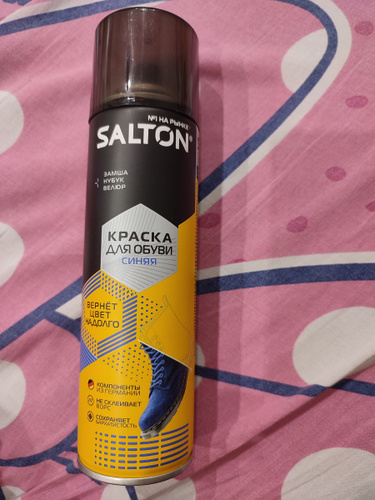 №1 НА РЫНКЕ
SALTON®
ЗАМША
НУБУК
ВЕЛЮР
КРАСКА
ДЛЯ ОБУВИ
СИНЯЯ
ВЕРНЁТ
ЦВЕТ
НАДОЛГО
КОМПОНЕНТЫ
ИЗ ГЕРМАНИИ
НЕ СКЛЕИВАЕТ
ВОРС
СОХРАНЯЕТ
БАРХАТИСТОСТЬ